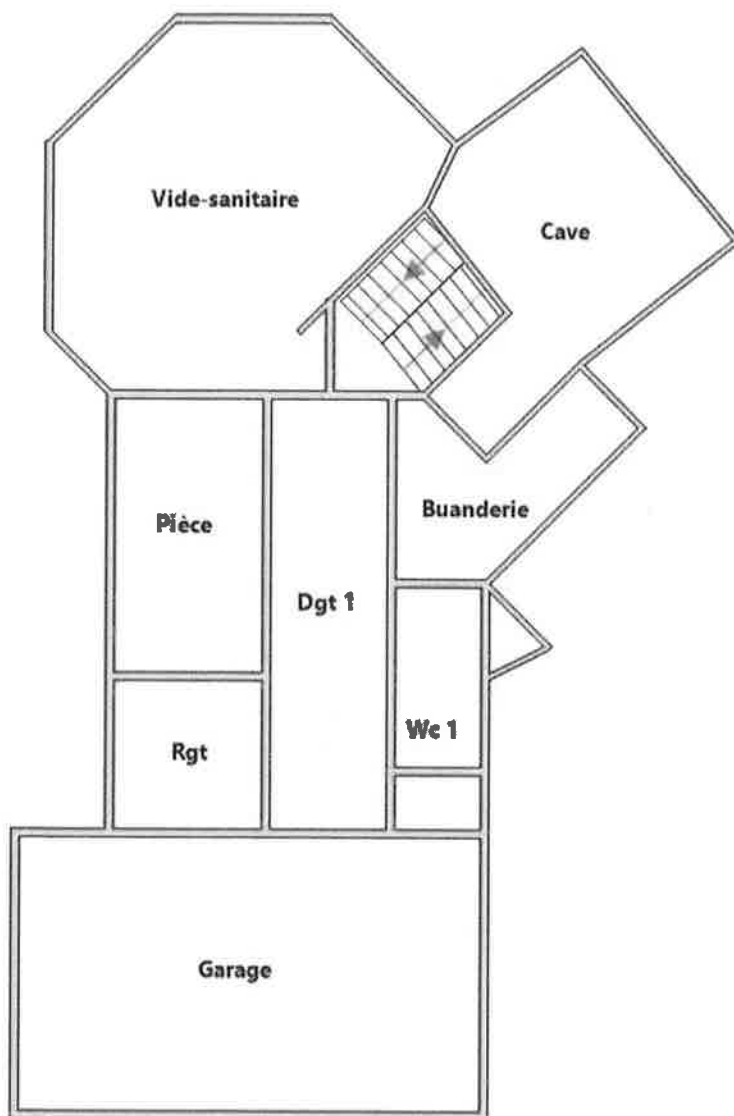 Vide-sanitaire
Cave
Pièce
Buanderie
Dgt 1
Wc 1
Rgt
Garage